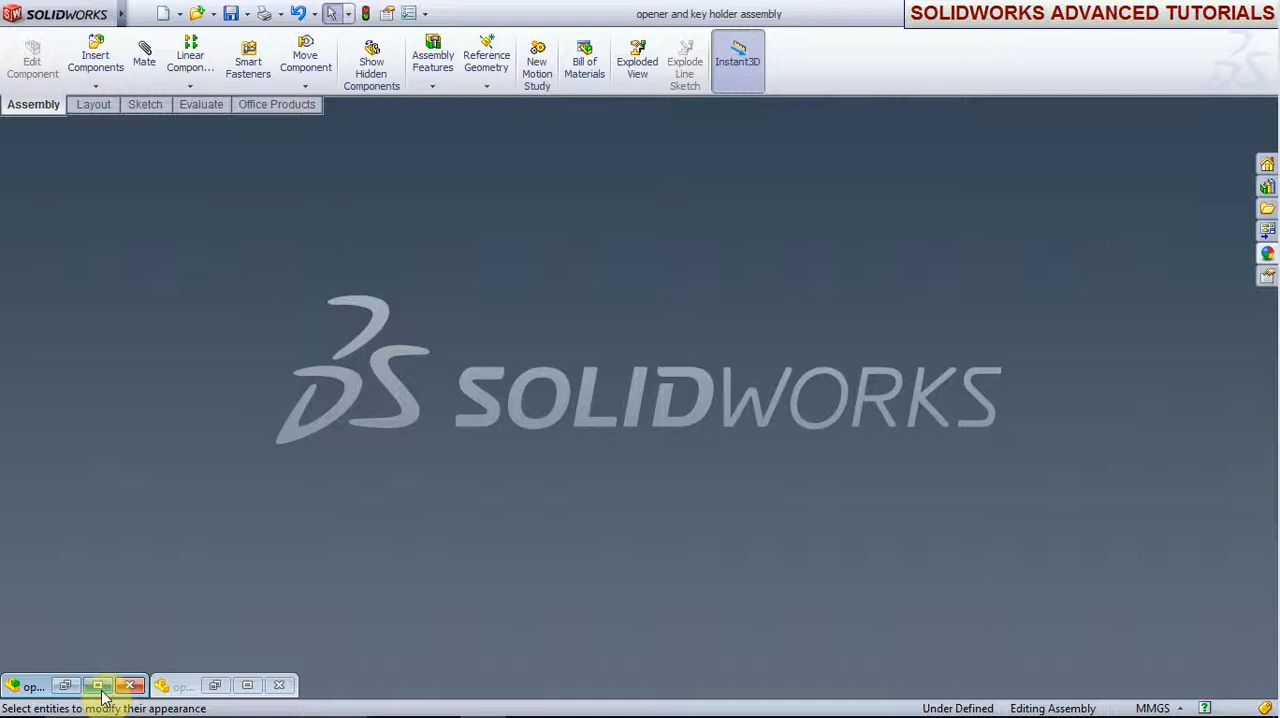 SOLIDWORKS
opener and key holder assembly
SOLIDWORKS ADVANCED TUTORIALS
Edit Component
Insert Components
Mate
Linear Compon...
Smart Fasteners
Move Component
Show Hidden Components
Assembly Features
Reference Geometry
New Motion Study
Bill of Materials
Exploded View
Explode Line Sketch
Instant3D
Assembly Layout Sketch Evaluate Office Products
SOLIDWORKS
op... op...
Select entities to modify their appearance
Under Defined Editing Assembly MMGS